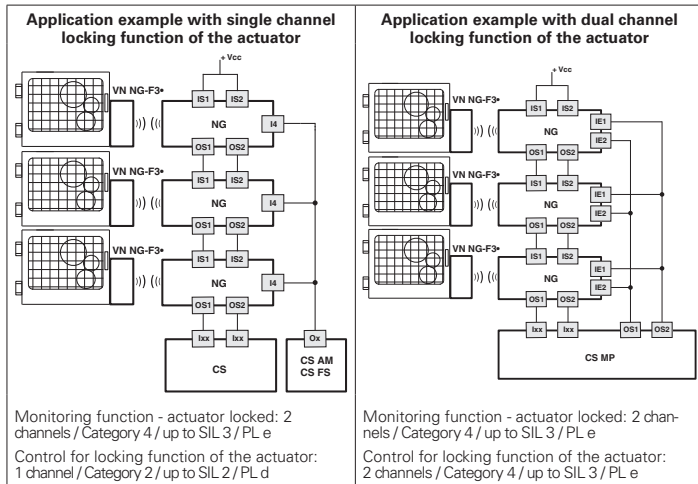 Application example with single channel
locking function of the actuator
+ Vcc
VN NG-F3•
IS1 IS2
NG
I4
OS1 OS2
VN NG-F3•
IS1 IS2
NG
I4
OS1 OS2
VN NG-F3•
IS1 IS2
NG
I4
OS1 OS2
Ixx Ixx
Ox
CS
CS AM
CS FS
Monitoring function - actuator locked: 2
channels / Category 4 / up to SIL 3 / PL e
Control for locking function of the actuator:
1 channel / Category 2 / up to SIL 2 / PL d
Application example with dual channel
locking function of the actuator
+ Vcc
VN NG-F3•
IS1 IS2
IE1
NG
IE2
OS1 OS2
VN NG-F3•
IS1 IS2
IE1
NG
IE2
OS1 OS2
VN NG-F3•
IS1 IS2
IE1
NG
IE2
OS1 OS2
Ixx Ixx
OS1 OS2
CS MP
Monitoring function - actuator locked: 2 chan-
nels / Category 4 / up to SIL 3 / PL e
Control for locking function of the actuator:
2 channels / Category 4 / up to SIL 3 / PL e